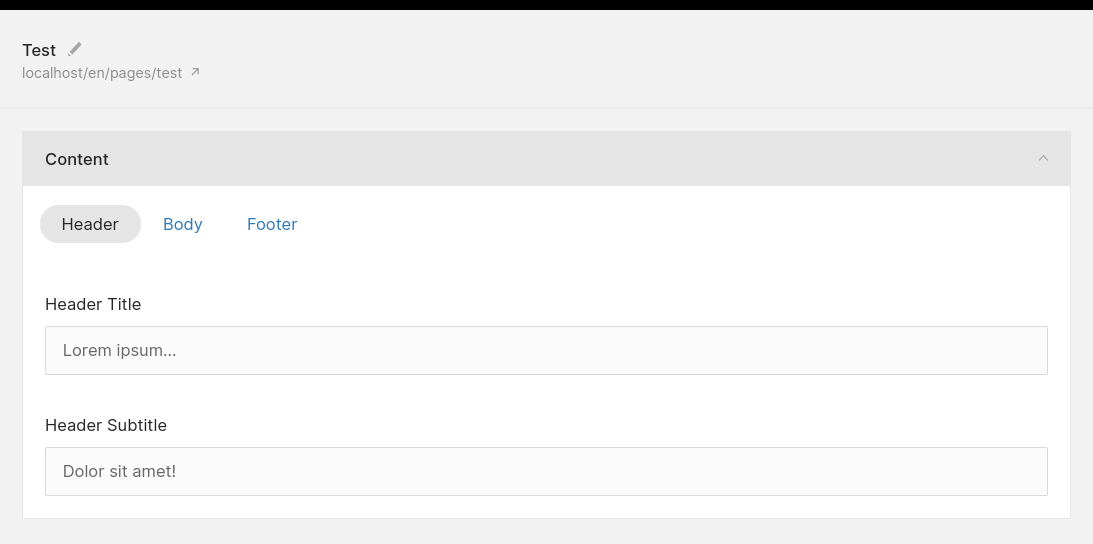 Test
localhost/en/pages/test
Content
Header Body Footer
Header Title
Lorem ipsum...
Header Subtitle
Dolor sit amet!